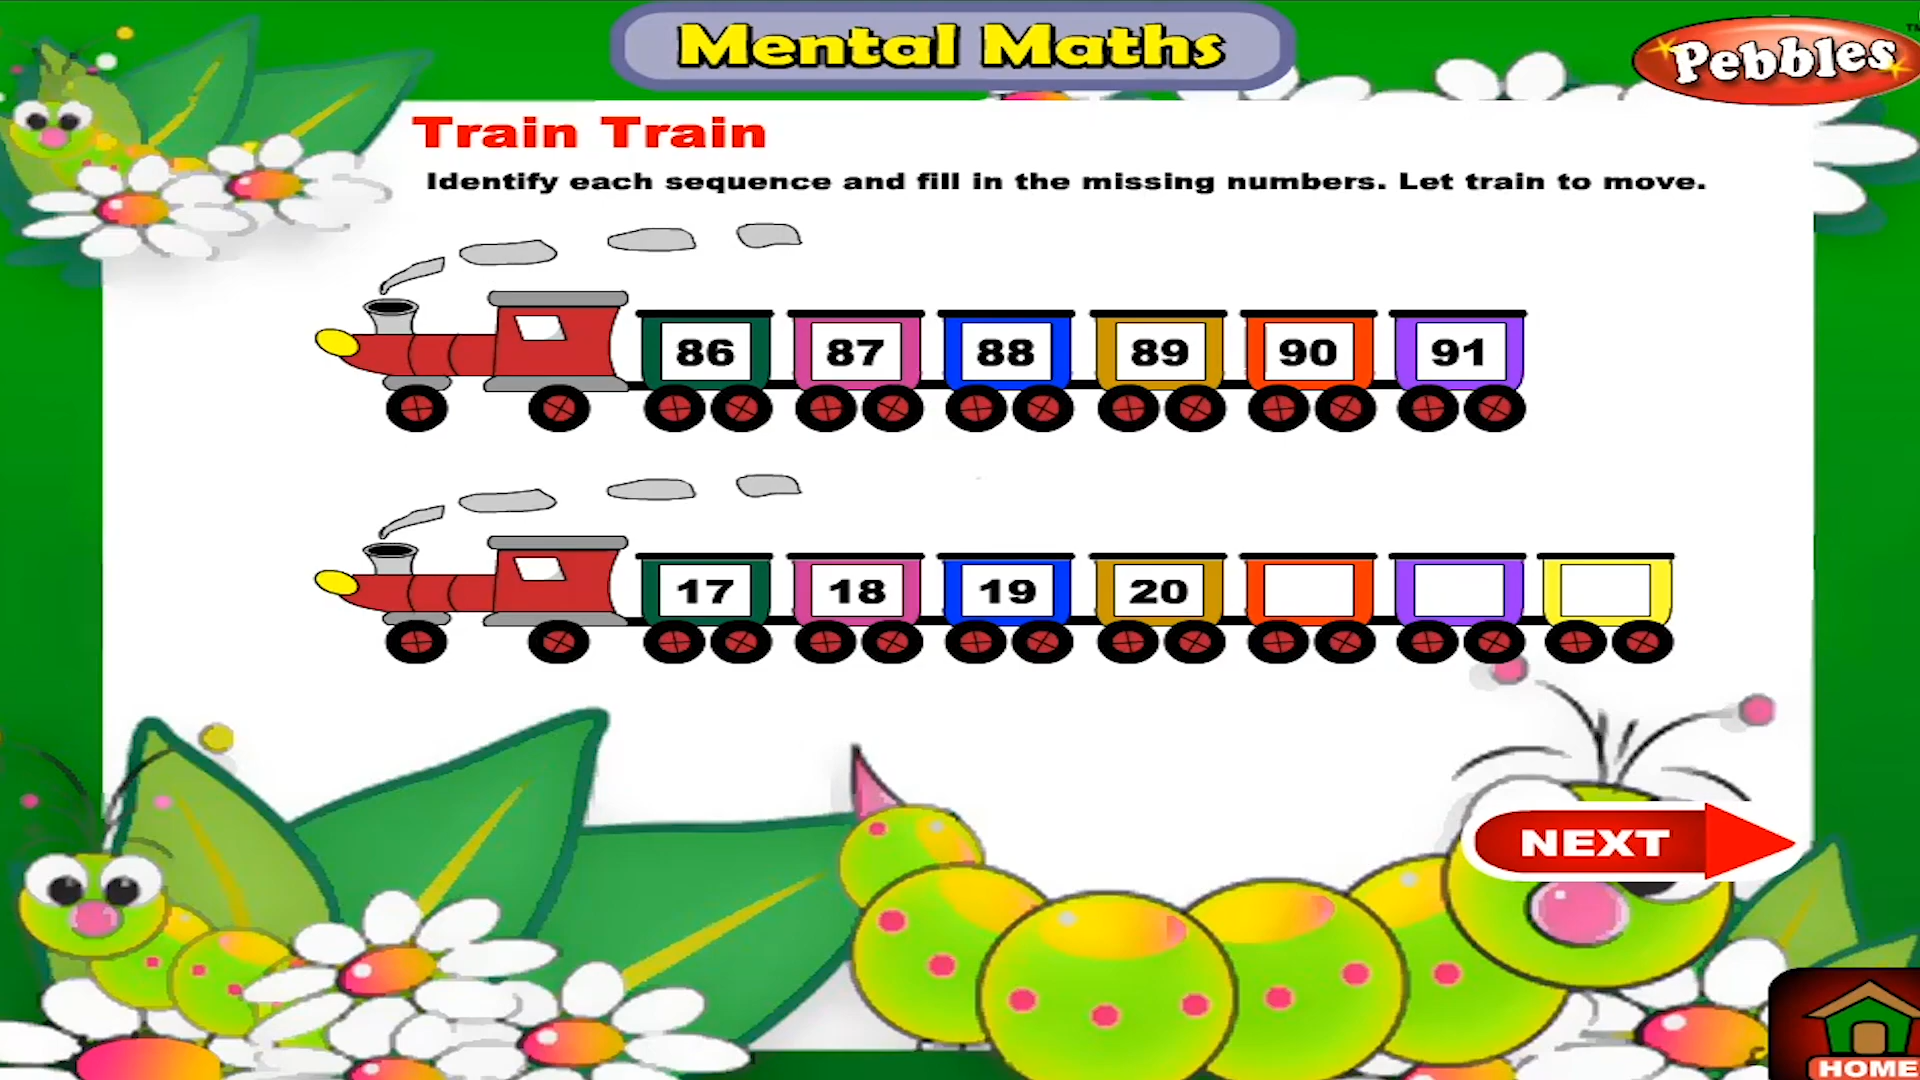 Mental Maths
Pebbles
TM
Train Train
Identify each sequence and fill in the missing numbers. Let train to move.
86 87 88 89 90 91
17 18 19 20
NEXT
HOME